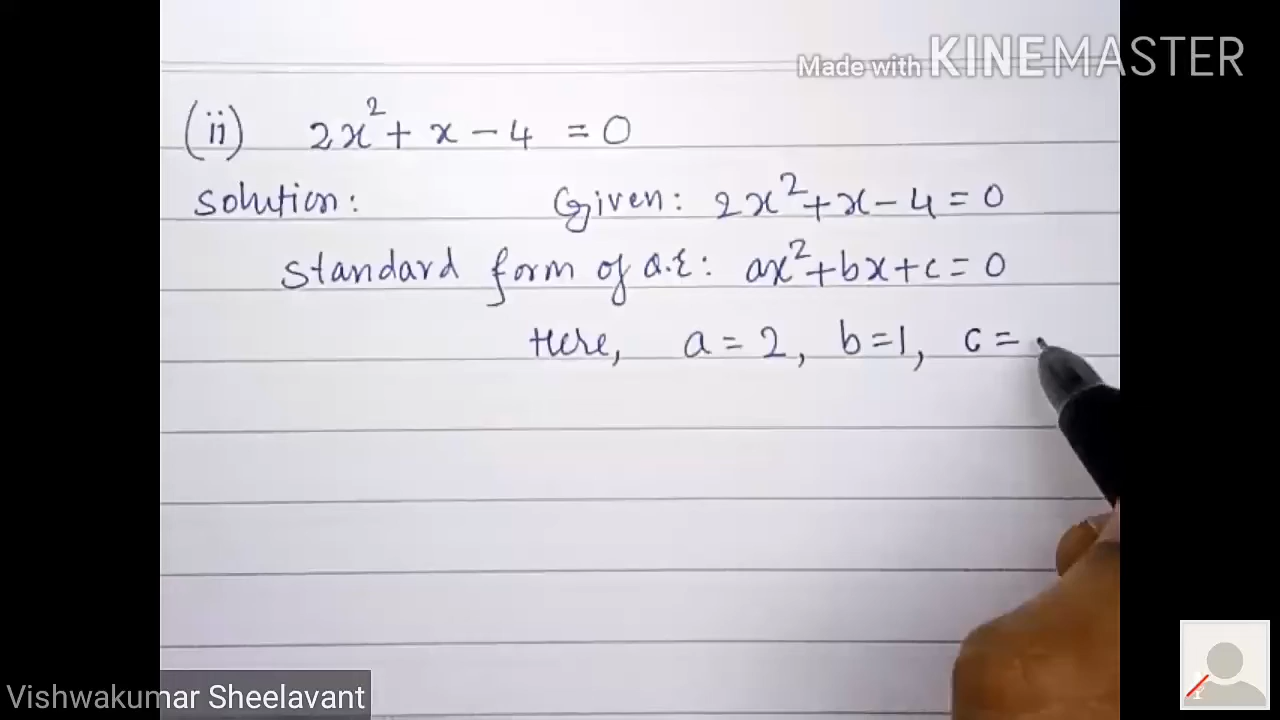 Made with KINEMASTER
(ii) 2x² + x - 4 = 0
Solution: Given: 2x² + x - 4 = 0
Standard form of Q.E: ax² + bx + c = 0
Here, a = 2, b = 1, c =
Vishwakumar Sheelavant